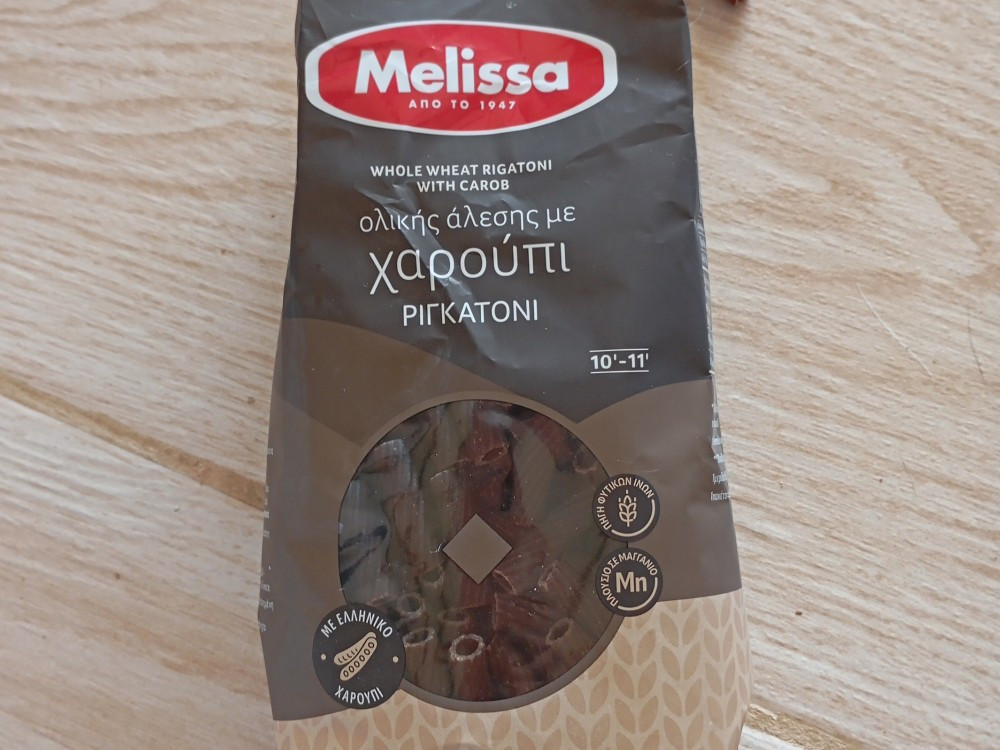 Melissa
ΑΠΟ ΤΟ 1947
WHOLE WHEAT RIGATONI
WITH CAROB
ολικής άλεσης με
χαρούπι
ΡΙΓΚΑΤΟΝΙ
10'-11'
ΠΗΓΗ ΦΥΤΙΚΩΝ ΙΝΩΝ
ΠΛΟΥΣΙΟ ΣΕ ΜΑΓΓΑΝΙΟ
Mn
ΜΕ ΕΛΛΗΝΙΚΟ
ΧΑΡΟΥΠΙ